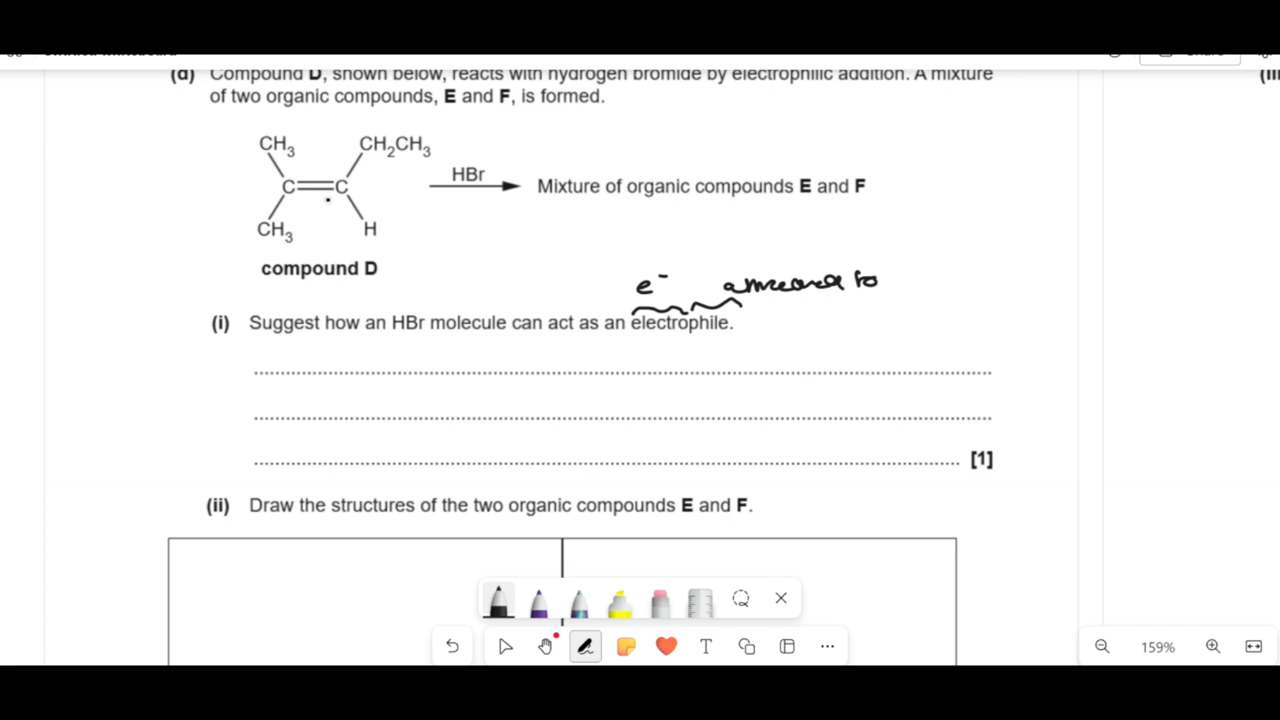 (d) Compound D, shown below, reacts with hydrogen bromide by electrophilic addition. A mixture
of two organic compounds, E and F, is formed.
CH3 CH2CH3
HBr
C C Mixture of organic compounds E and F
CH3 H
compound D
e⁻ to
(i) Suggest how an HBr molecule can act as an electrophile.
[1]
(ii) Draw the structures of the two organic compounds E and F.
T
159%